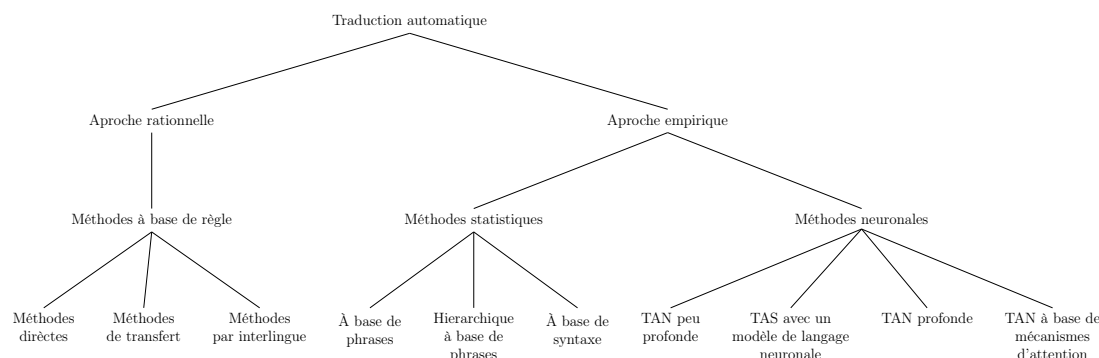 Traduction automatique
Aproche rationnelle
Aproche empirique
Méthodes à base de règle
Méthodes statistiques
Méthodes neuronales
Méthodes
dirèctes
Méthodes
de transfert
Méthodes
par interlingue
À base de
phrases
Hierarchique
à base de
phrases
À base de
syntaxe
TAN peu
profonde
TAS avec un
modèle de langage
neuronale
TAN profonde
TAN à base de
mécanismes
d'attention